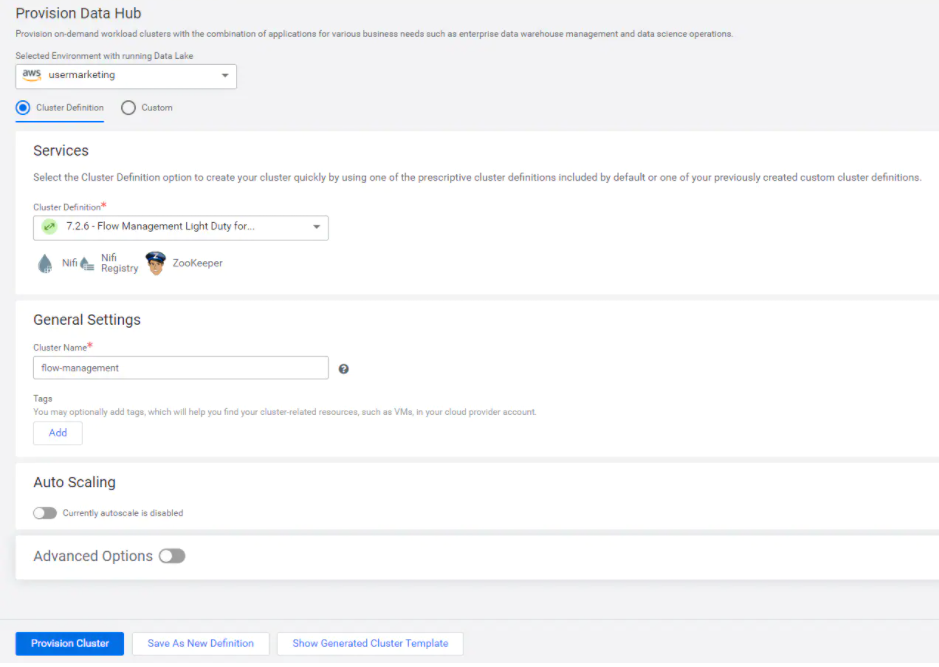 Provision Data Hub
Provision on-demand workload clusters with the combination of applications for various business needs such as enterprise data warehouse management and data science operations.
Selected Environment with running Data Lake
aws usermarketing
Cluster Definition Custom
Services
Select the Cluster Definition option to create your cluster quickly by using one of the prescriptive cluster definitions included by default or one of your previously created custom cluster definitions.
Cluster Definition*
7.2.6 - Flow Management Light Duty for...
Nifi Nifi Registry ZooKeeper
General Settings
Cluster Name*
flow-management
?
Tags
You may optionally add tags, which will help you find your cluster-related resources, such as VMs, in your cloud provider account.
Add
Auto Scaling
Currently autoscale is disabled
Advanced Options
Provision Cluster Save As New Definition Show Generated Cluster Template